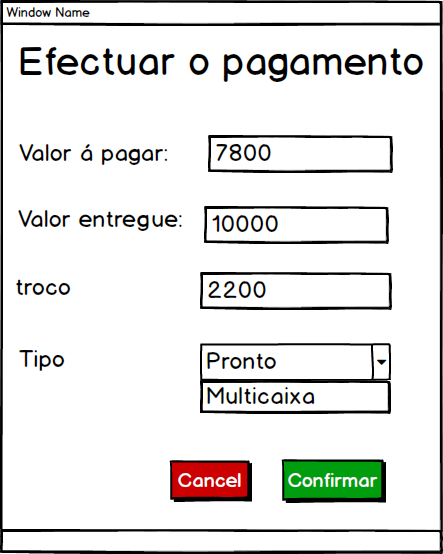 Window Name
Efectuar o pagamento
Valor á pagar: 7800
Valor entregue: 10000
troco 2200
Tipo Pronto
Multicaixa
Cancel Confirmar